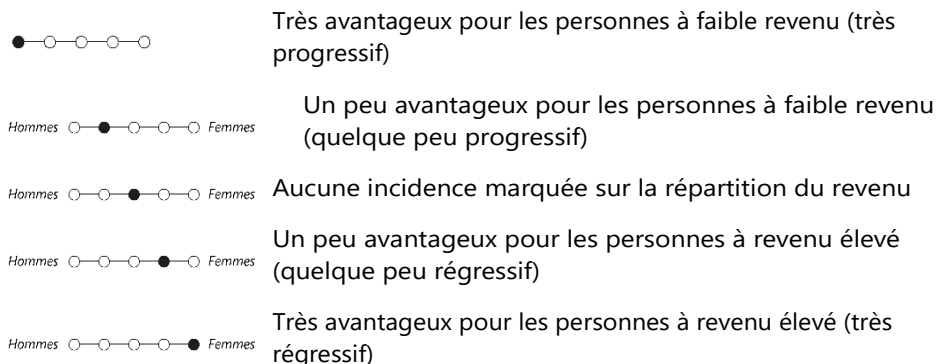 Très avantageux pour les personnes à faible revenu (très
progressif)
Un peu avantageux pour les personnes à faible revenu
Hommes Femmes
(quelque peu progressif)
Hommes Femmes Aucune incidence marquée sur la répartition du revenu
Un peu avantageux pour les personnes à revenu élevé
Hommes Femmes
(quelque peu régressif)
Très avantageux pour les personnes à revenu élevé (très
Hommes Femmes
régressif)